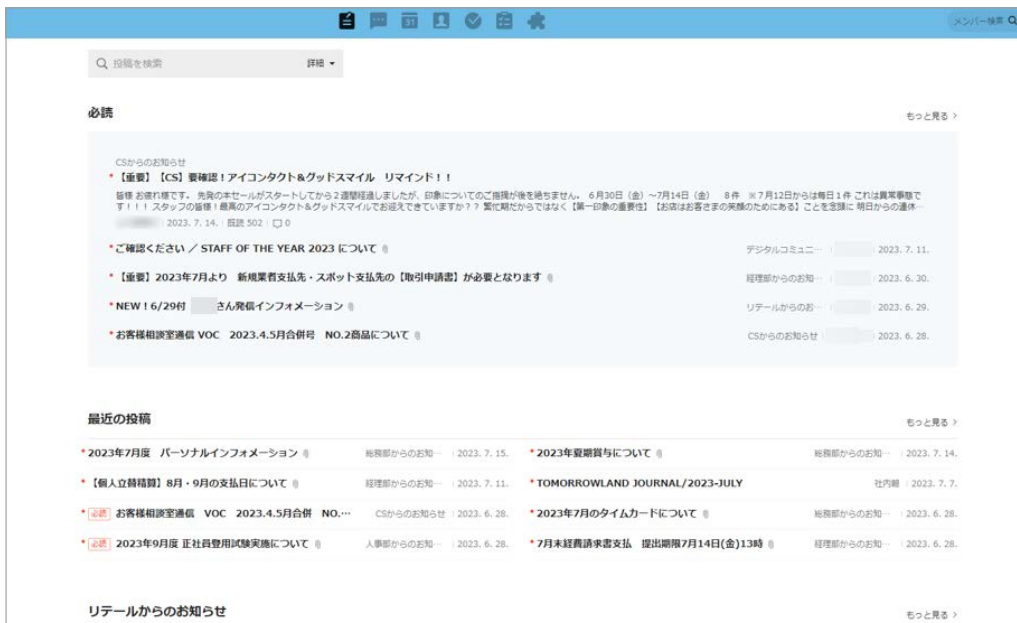 31
メンバー検索
投稿を検索 詳細
必読 もっと見る >
CSからのお知らせ
*【重要】【CS】要確認！アイコンタクト&グッドスマイル リマインド！！
皆様 お疲れ様です。 先発の本セールがスタートしてから２週間経過しましたが、印象についてのご指摘が後を絶ちません。 6月30日（金）～7月14日（金） 8件 ※7月12日からは毎日１件 これは異常事態で
す！！！ スタッフの皆様！最高のアイコンタクト&グッドスマイルでお迎えできていますか？？ 繁忙期だからではなく【第一印象の重要性】【お店はお客さまの笑顔のためにある】ことを念頭に 明日からの連休…
2023. 7. 14. 既読 502 0
*ご確認ください ／ STAFF OF THE YEAR 2023 について デジタルコミュニ… 2023. 7. 11.
*【重要】2023年7月より 新規業者支払先・スポット支払先の【取引申請書】が必要となります 経理部からのお知… 2023. 6. 30.
*NEW！6/29付 さん発信インフォメーション リテールからのお… 2023. 6. 29.
*お客様相談室通信 VOC 2023.4.5月合併号 NO.2商品について CSからのお知らせ 2023. 6. 28.
最近の投稿 もっと見る >
*2023年7月度 パーソナルインフォメーション 総務部からのお知… 2023. 7. 15.
*2023年夏期賞与について 総務部からのお知… 2023. 7. 14.
*【個人立替精算】8月・9月の支払日について 経理部からのお知… 2023. 7. 11.
*TOMORROWLAND JOURNAL/2023-JULY 社内報 2023. 7. 7.
*必読 お客様相談室通信 VOC 2023.4.5月合併 NO.… CSからのお知らせ 2023. 6. 28.
*2023年7月のタイムカードについて 総務部からのお知… 2023. 6. 28.
*必読 2023年9月度 正社員登用試験実施について 人事部からのお知… 2023. 6. 28.
*7月末経費請求書支払 提出期限7月14日(金)13時 経理部からのお知… 2023. 6. 28.
リテールからのお知らせ もっと見る >